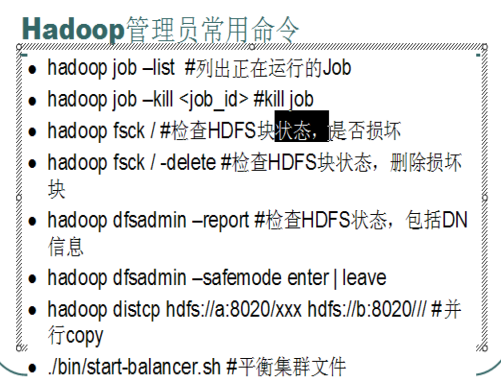 Hadoop管理员常用命令
● hadoop job –list  #列出正在运行的Job
● hadoop job –kill <job_id> #kill job
● hadoop fsck / #检查HDFS块状态，是否损坏
● hadoop fsck / -delete #检查HDFS块状态，删除损坏
块
● hadoop dfsadmin –report #检查HDFS状态，包括DN
信息
● hadoop dfsadmin –safemode enter | leave
● hadoop distcp hdfs://a:8020/xxx hdfs://b:8020/// #并
行copy
● ./bin/start-balancer.sh #平衡集群文件